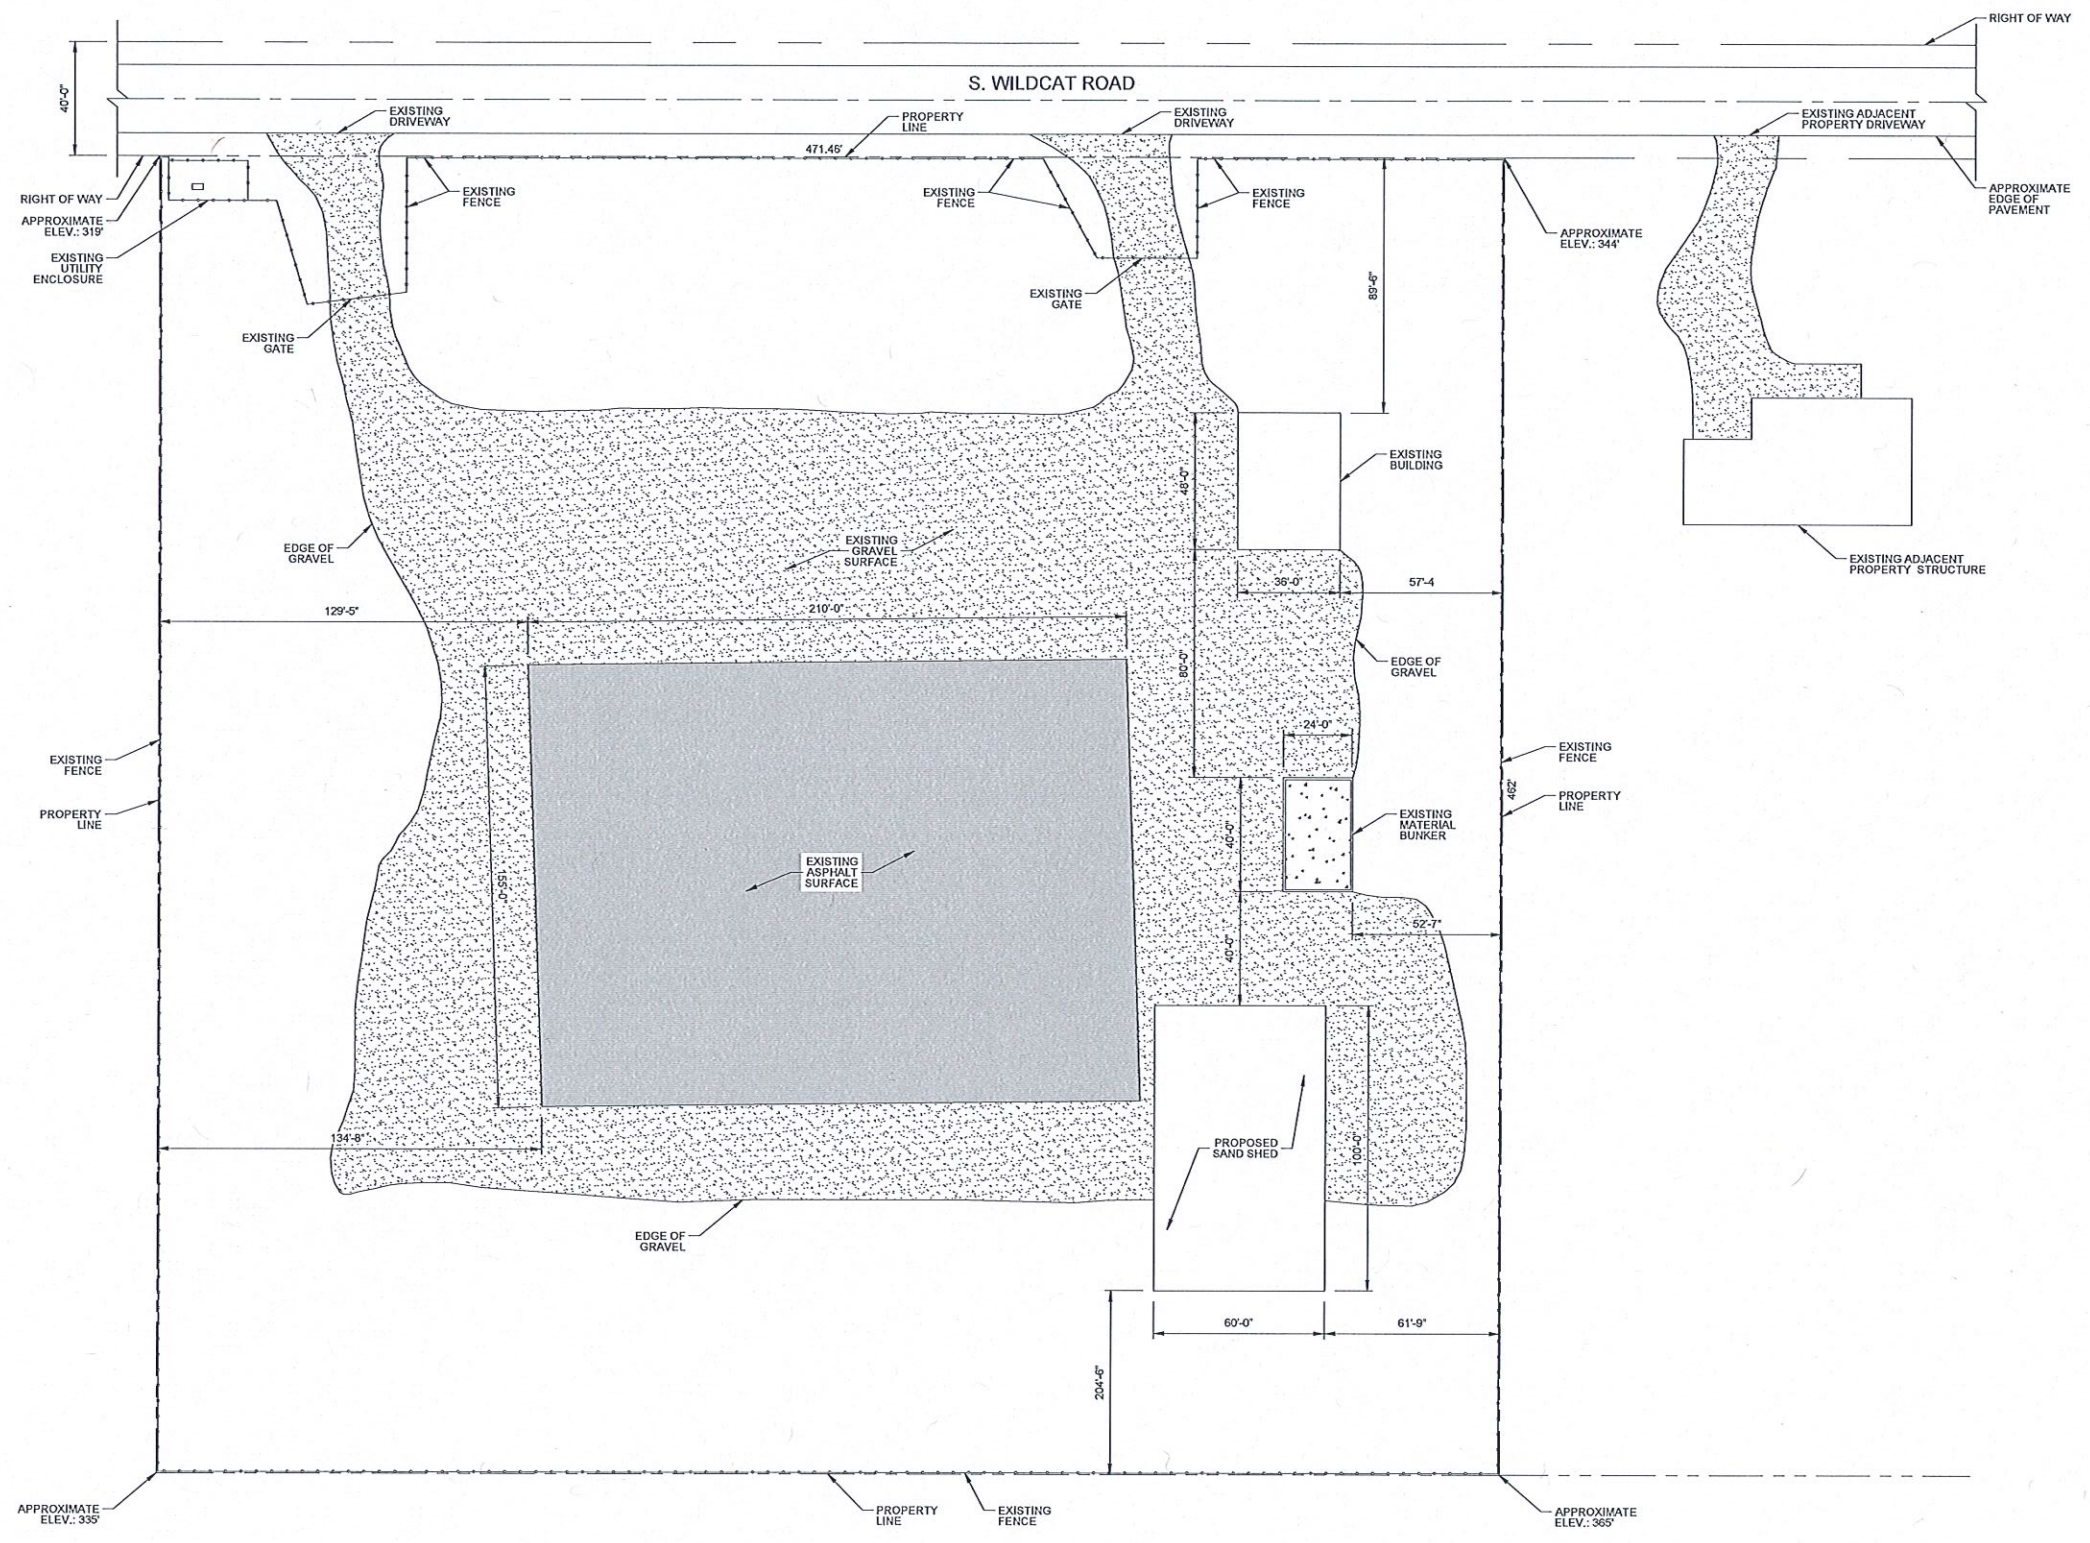 RIGHT OF WAY
S. WILDCAT ROAD
40'-0"
EXISTING
DRIVEWAY
PROPERTY
LINE
EXISTING
DRIVEWAY
EXISTING ADJACENT
PROPERTY DRIVEWAY
471.46'
RIGHT OF WAY
APPROXIMATE
ELEV.: 319'
EXISTING
UTILITY
ENCLOSURE
EXISTING
FENCE
EXISTING
FENCE
EXISTING
FENCE
APPROXIMATE
EDGE OF
PAVEMENT
APPROXIMATE
ELEV.: 344'
EXISTING
GATE
EXISTING
GATE
89'-6"
EXISTING
BUILDING
48'-0"
EDGE OF
GRAVEL
EXISTING
GRAVEL
SURFACE
EXISTING ADJACENT
PROPERTY STRUCTURE
36'-0"
57'-4
129'-5"
210'-0"
80'-0"
EDGE OF
GRAVEL
24'-0"
EXISTING
FENCE
EXISTING
FENCE
462'
PROPERTY
LINE
PROPERTY
LINE
EXISTING
MATERIAL
BUNKER
40'-0"
EXISTING
ASPHALT
SURFACE
155'-0"
52'-7"
40'-0"
134'-8"
PROPOSED
SAND SHED
100'-0"
EDGE OF
GRAVEL
60'-0"
61'-9"
204'-6"
APPROXIMATE
ELEV.: 335'
PROPERTY
LINE
EXISTING
FENCE
APPROXIMATE
ELEV.: 365'